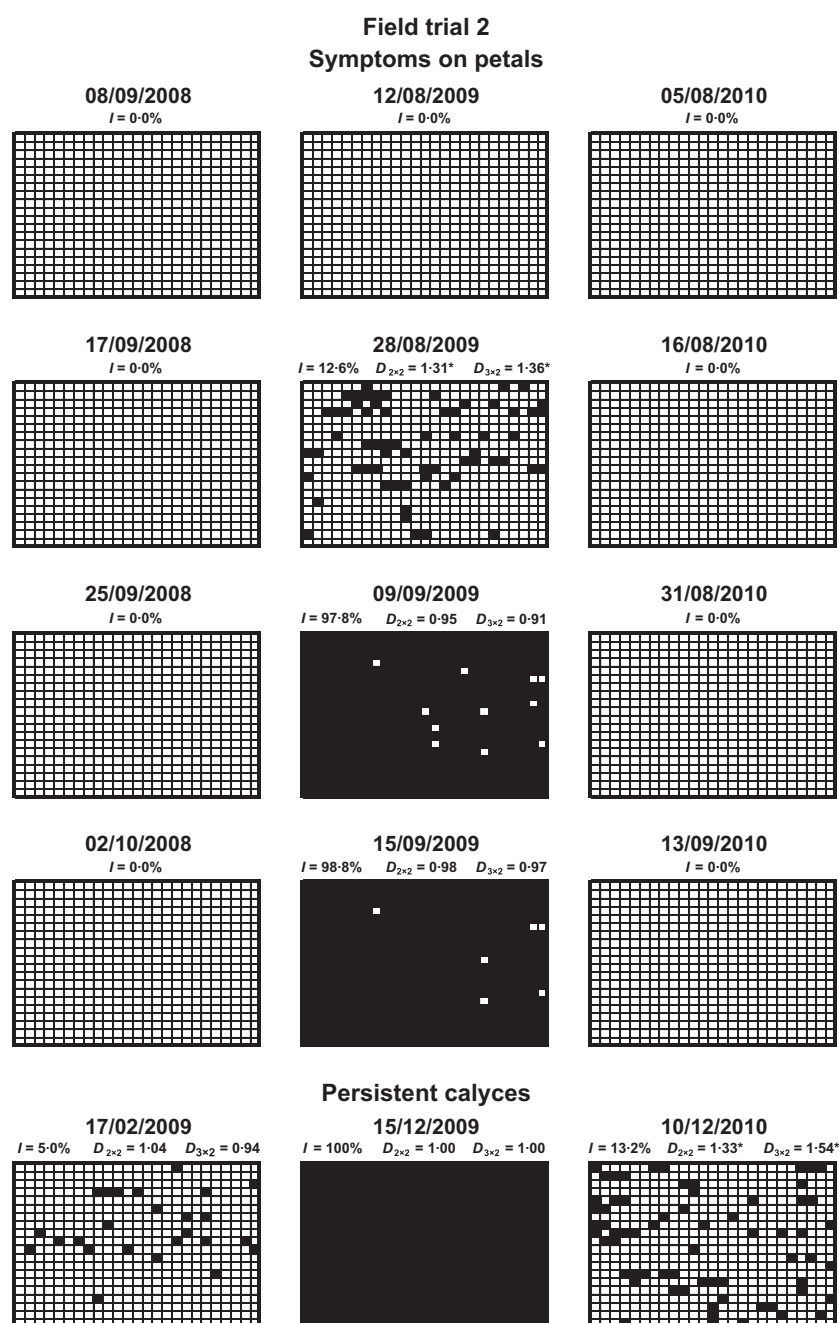 Field trial 2
Symptoms on petals
08/09/2008 12/08/2009 05/08/2010
I = 0·0% I = 0·0% I = 0·0%
17/09/2008 28/08/2009 16/08/2010
I = 0·0% I = 12·6% D2×2 = 1·31* D3×2 = 1·36* I = 0·0%
25/09/2008 09/09/2009 31/08/2010
I = 0·0% I = 97·8% D2×2 = 0·95 D3×2 = 0·91 I = 0·0%
02/10/2008 15/09/2009 13/09/2010
I = 0·0% I = 98·8% D2×2 = 0·98 D3×2 = 0·97 I = 0·0%
Persistent calyces
17/02/2009 15/12/2009 10/12/2010
I = 5·0% D2×2 = 1·04 D3×2 = 0·94 I = 100% D2×2 = 1·00 D3×2 = 1·00 I = 13·2% D2×2 = 1·33* D3×2 = 1·54*